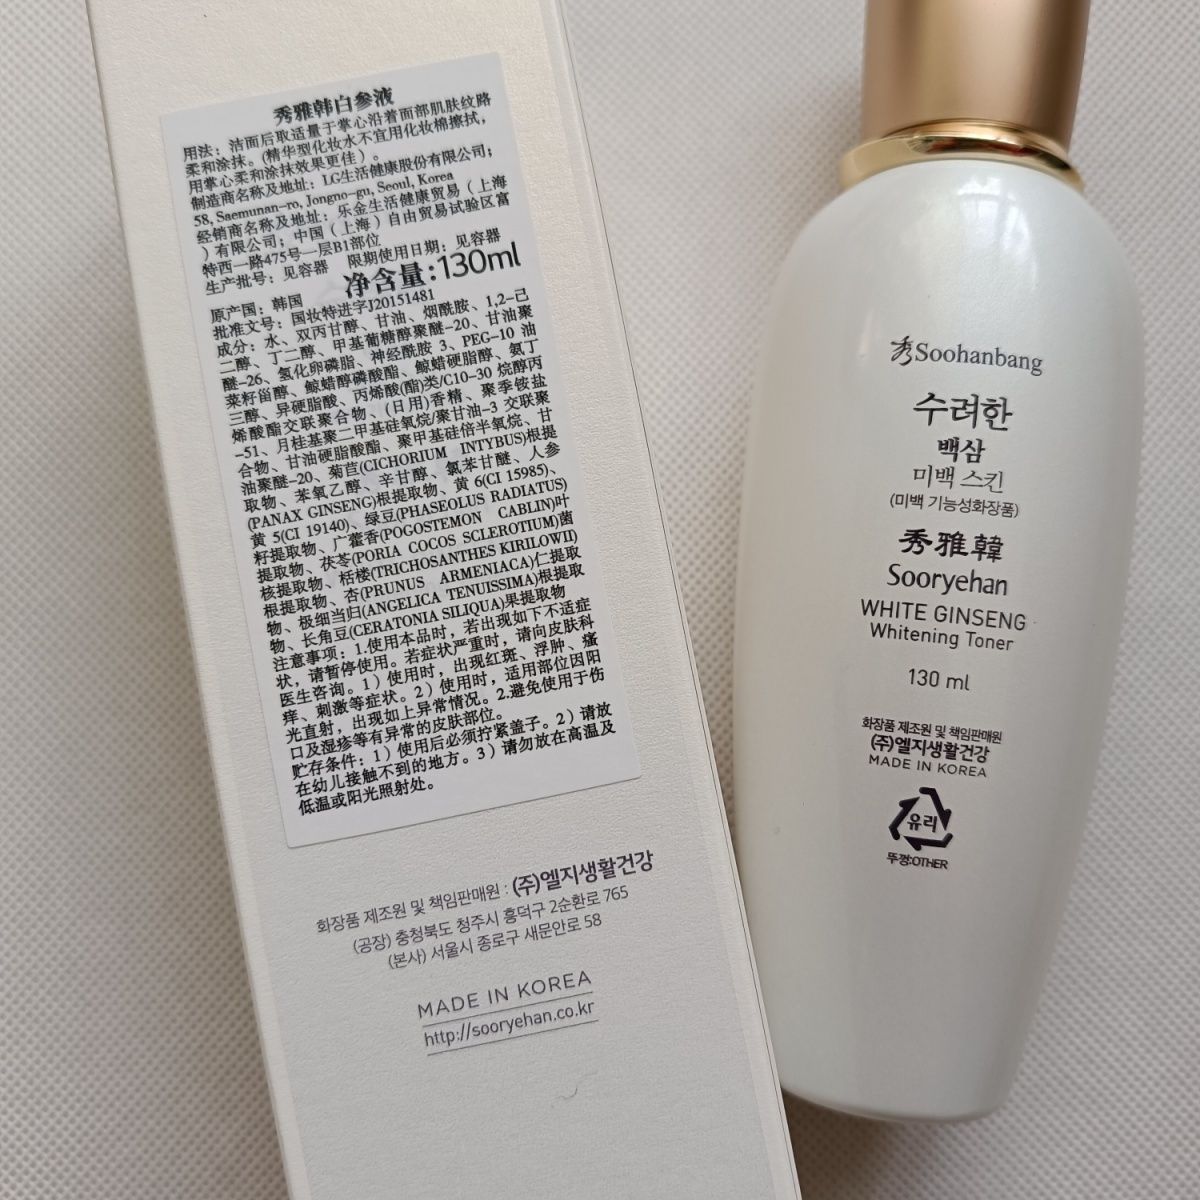 秀雅韩白参液
用法：洁面后取适量于掌心沿着面部肌肤纹路
柔和涂抹。(精华型化妆水不宜用化妆棉擦拭，
用掌心柔和涂抹效果更佳）。
制造商名称及地址：LG生活健康股份有限公司；
58, Saemunan-ro, Jongno-gu, Seoul, Korea
经销商名称及地址：乐金生活健康贸易（上海
）有限公司；中国（上海）自由贸易试验区富
特西一路475号一层B1部位
生产批号：见容器 限期使用日期：见容器
净含量:130ml
原产国：韩国
批准文号：国妆特进字J20151481
成分：水、双丙甘醇、甘油、烟酰胺、1,2-己
二醇、丁二醇、甲基葡糖醇聚醚-20、甘油聚
醚-26、氢化卵磷脂、神经酰胺 3、PEG-10 油
菜籽甾醇、鲸蜡醇磷酸酯、鲸蜡硬脂醇、氨丁
三醇、异硬脂酸、丙烯酸(酯)类/C10-30 烷醇丙
烯酸酯交联聚合物、(日用)香精、聚季铵盐
-51、月桂基聚二甲基硅氧烷/聚甘油-3 交联聚
合物、甘油硬脂酸酯、聚甲基硅倍半氧烷、甘
油聚醚-20、菊苣(CICHORIUM INTYBUS)根提
取物、苯氧乙醇、辛甘醇、氯苯甘醚、人参
(PANAX GINSENG)根提取物、黄 6(CI 15985)、
黄 5(CI 19140)、绿豆(PHASEOLUS RADIATUS)
籽提取物、广藿香(POGOSTEMON CABLIN)叶
提取物、茯苓(PORIA COCOS SCLEROTIUM)菌
核提取物、栝楼(TRICHOSANTHES KIRILOWII)
根提取物、杏(PRUNUS ARMENIACA)仁提取
物、极细当归(ANGELICA TENUISSIMA)根提取
物、长角豆(CERATONIA SILIQUA)果提取物
注意事项：1.使用本品时，若出现如下不适症
状，请暂停使用。若症状严重时，请向皮肤科
医生咨询。1）使用时，出现红斑、浮肿、瘙
痒、刺激等症状。2）使用时，适用部位因阳
光直射，出现如上异常情况。2.避免使用于伤
口及湿疹等有异常的皮肤部位。
贮存条件：1）使用后必须拧紧盖子。2）请放
在幼儿接触不到的地方。3）请勿放在高温及
低温或阳光照射处。
화장품 제조원 및 책임판매원 : (주)엘지생활건강
(공장) 충청북도 청주시 흥덕구 2순환로 765
(본사) 서울시 종로구 새문안로 58
MADE IN KOREA
http://sooryehan.co.kr
秀Soohanbang
수려한
백삼
미백 스킨
(미백 기능성화장품)
秀雅韓
Sooryehan
WHITE GINSENG
Whitening Toner
130 ml
화장품 제조원 및 책임판매원
(주)엘지생활건강
MADE IN KOREA
유리
뚜껑:OTHER